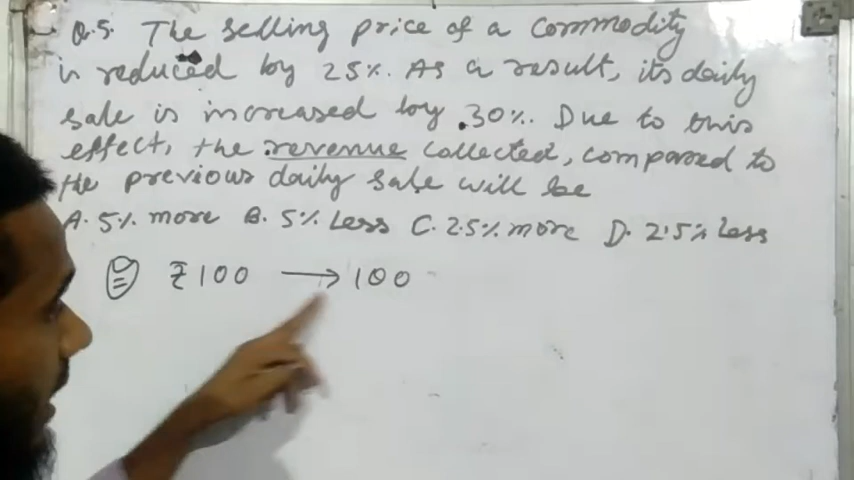 Q.5. The selling price of a commodity
is reduced by 25%. As a result, its daily
sale is increased by 30%. Due to this
effect, the revenue collected, compared to
the previous daily sale will be
A. 5% more B. 5% Less C. 2.5% more D. 2.5% Less
₹100 → 100